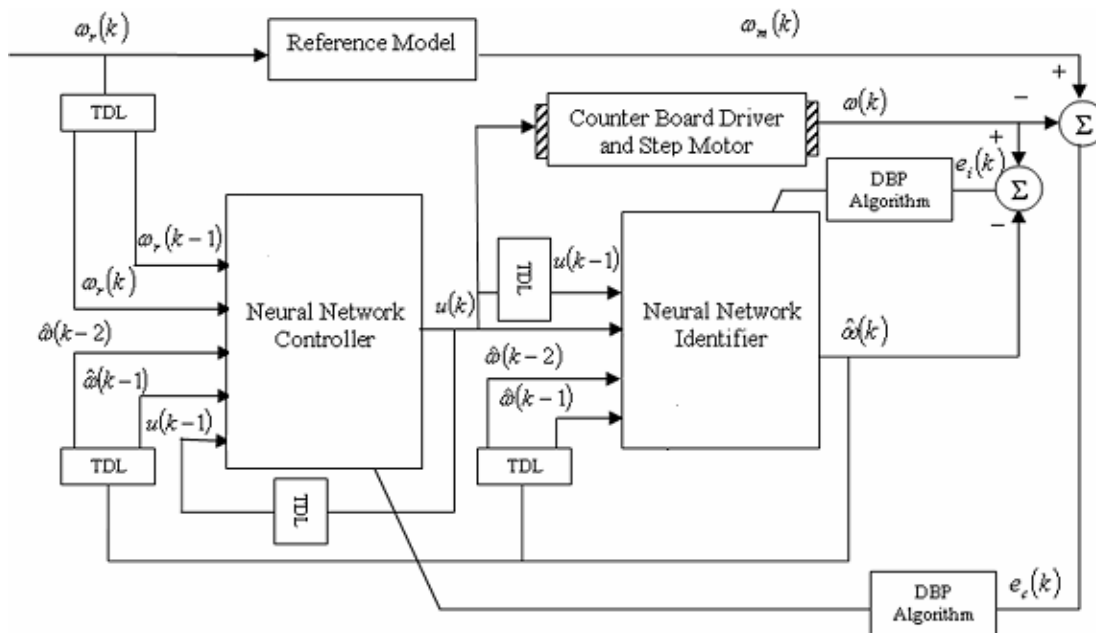 ω_r(k)
Reference Model
ω_m(k)
+
TDL
Counter Board Driver
and Step Motor
ω(k)
−
Σ
+
e_i(k)
DBP
Algorithm
Σ
−
ω_r(k−1)
ω_r(k)
Neural Network
Controller
u(k)
TDL
u(k−1)
Neural Network
Identifier
ω̂(k)
ω̂(k−2)
ω̂(k−1)
u(k−1)
TDL
TDL
ω̂(k−2)
ω̂(k−1)
TDL
DBP
Algorithm
e_c(k)